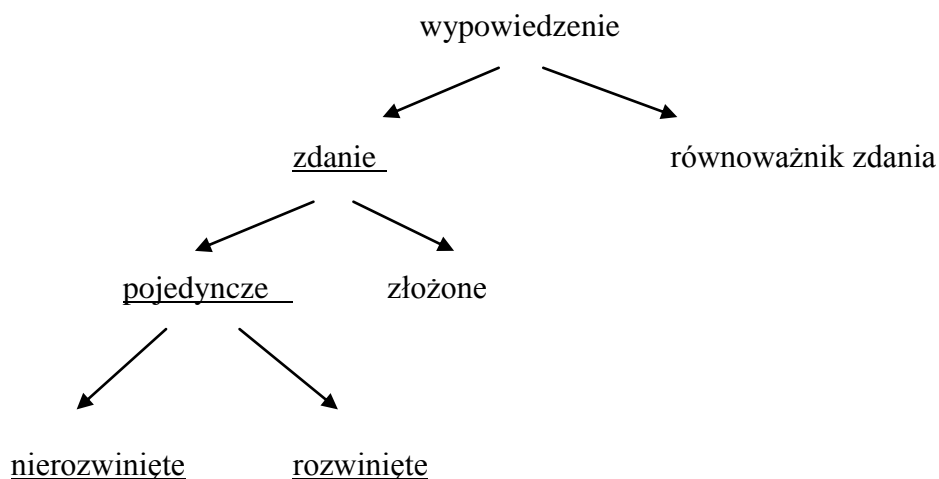 wypowiedzenie
zdanie równoważnik zdania
pojedyncze złożone
nierozwinięte rozwinięte